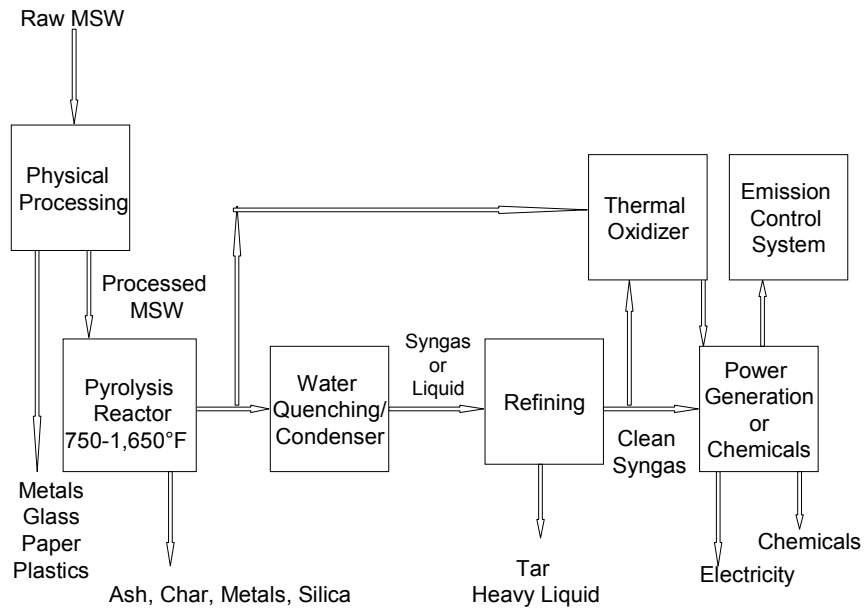 Raw MSW
Physical
Processing
Thermal
Oxidizer
Emission
Control
System
Processed
MSW
Pyrolysis
Reactor
750-1,650°F
Water
Quenching/
Condenser
Syngas
or
Liquid
Refining
Clean
Syngas
Power
Generation
or
Chemicals
Metals
Glass
Paper
Plastics
Ash, Char, Metals, Silica
Tar
Heavy Liquid
Electricity
Chemicals